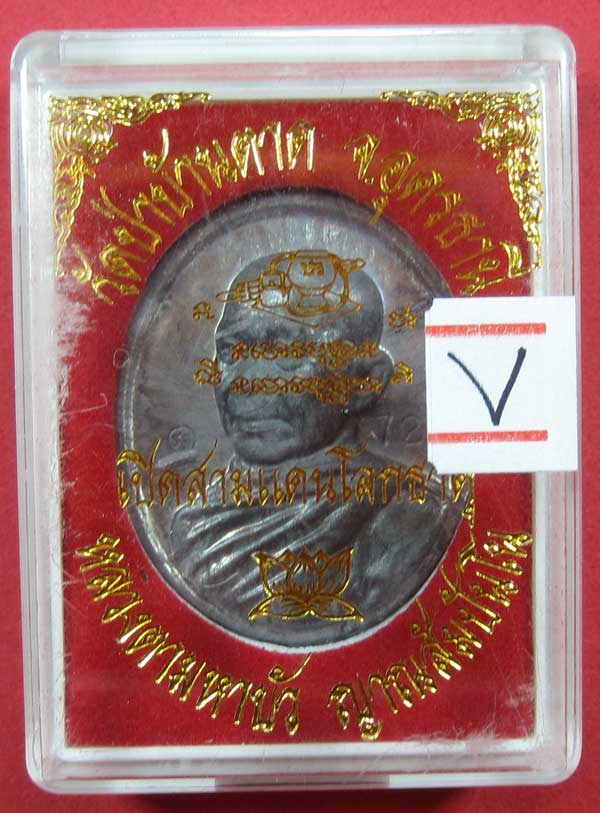 วัดป่าบ้านตาด จ.อุดรธานี
V
เปิดสามแดนโลกธาตุ
หลวงตามหาบัว ญาณสัมปันโน